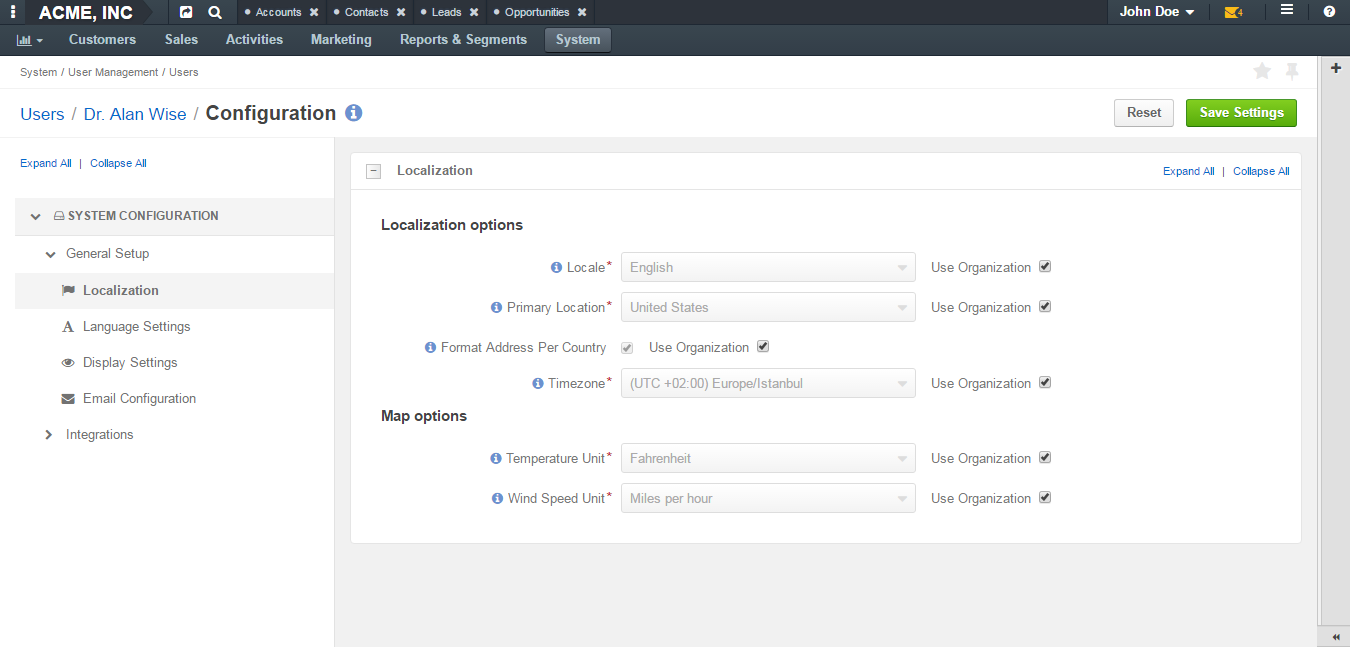 ACME, INC Accounts Contacts Leads Opportunities John Doe 4
Customers Sales Activities Marketing Reports & Segments System
System / User Management / Users
Users / Dr. Alan Wise / Configuration Reset Save Settings
Expand All | Collapse All
SYSTEM CONFIGURATION
General Setup
Localization
Language Settings
Display Settings
Email Configuration
Integrations
Localization Expand All | Collapse All
Localization options
Locale* English Use Organization
Primary Location* United States Use Organization
Format Address Per Country Use Organization
Timezone* (UTC +02:00) Europe/Istanbul Use Organization
Map options
Temperature Unit* Fahrenheit Use Organization
Wind Speed Unit* Miles per hour Use Organization